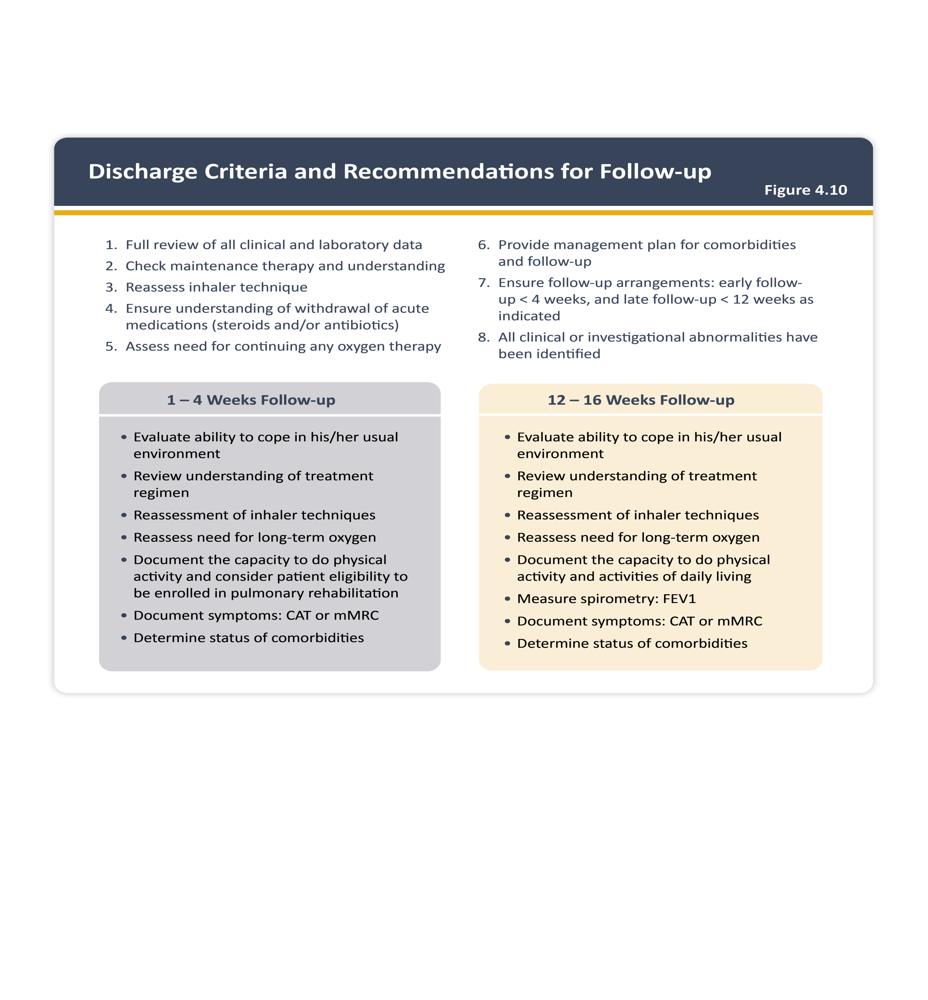 Discharge Criteria and Recommendations for Follow-up
Figure 4.10
1. Full review of all clinical and laboratory data
2. Check maintenance therapy and understanding
3. Reassess inhaler technique
4. Ensure understanding of withdrawal of acute
medications (steroids and/or antibiotics)
5. Assess need for continuing any oxygen therapy
6. Provide management plan for comorbidities
and follow-up
7. Ensure follow-up arrangements: early follow-
up < 4 weeks, and late follow-up < 12 weeks as
indicated
8. All clinical or investigational abnormalities have
been identified
1 – 4 Weeks Follow-up
• Evaluate ability to cope in his/her usual
environment
• Review understanding of treatment
regimen
• Reassessment of inhaler techniques
• Reassess need for long-term oxygen
• Document the capacity to do physical
activity and consider patient eligibility to
be enrolled in pulmonary rehabilitation
• Document symptoms: CAT or mMRC
• Determine status of comorbidities
12 – 16 Weeks Follow-up
• Evaluate ability to cope in his/her usual
environment
• Review understanding of treatment
regimen
• Reassessment of inhaler techniques
• Reassess need for long-term oxygen
• Document the capacity to do physical
activity and activities of daily living
• Measure spirometry: FEV1
• Document symptoms: CAT or mMRC
• Determine status of comorbidities